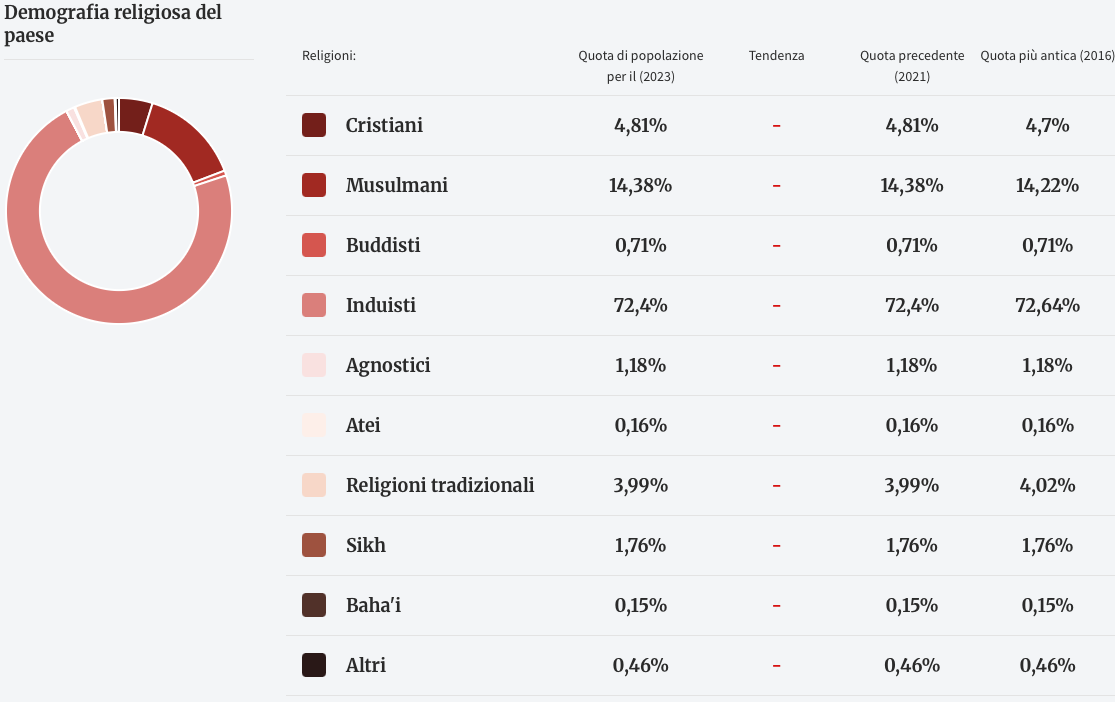 Demografia religiosa del
paese
Religioni:
Quota di popolazione
per il (2023)
Tendenza
Quota precedente
(2021)
Quota più antica (2016)
Cristiani 4,81% - 4,81% 4,7%
Musulmani 14,38% - 14,38% 14,22%
Buddisti 0,71% - 0,71% 0,71%
Induisti 72,4% - 72,4% 72,64%
Agnostici 1,18% - 1,18% 1,18%
Atei 0,16% - 0,16% 0,16%
Religioni tradizionali 3,99% - 3,99% 4,02%
Sikh 1,76% - 1,76% 1,76%
Baha'i 0,15% - 0,15% 0,15%
Altri 0,46% - 0,46% 0,46%